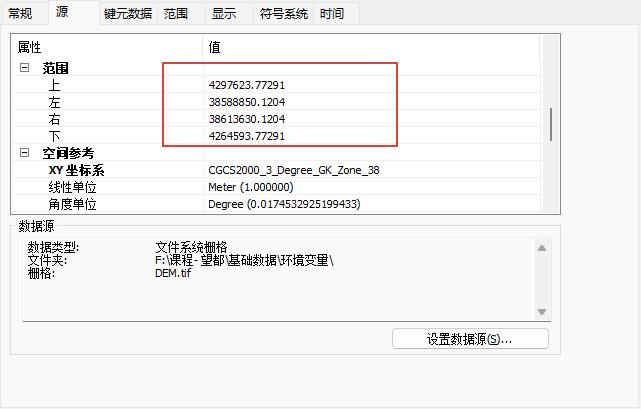 常规 源 键元数据 范围 显示 符号系统 时间
属性 值
范围
上 4297623.77291
左 38588850.1204
右 38613630.1204
下 4264593.77291
空间参考
XY 坐标系 CGCS2000_3_Degree_GK_Zone_38
线性单位 Meter (1.000000)
角度单位 Degree (0.0174532925199433)
数据源
数据类型: 文件系统栅格
文件夹: F:\课程- 望都\基础数据\环境变量\
栅格: DEM.tif
设置数据源(S)...